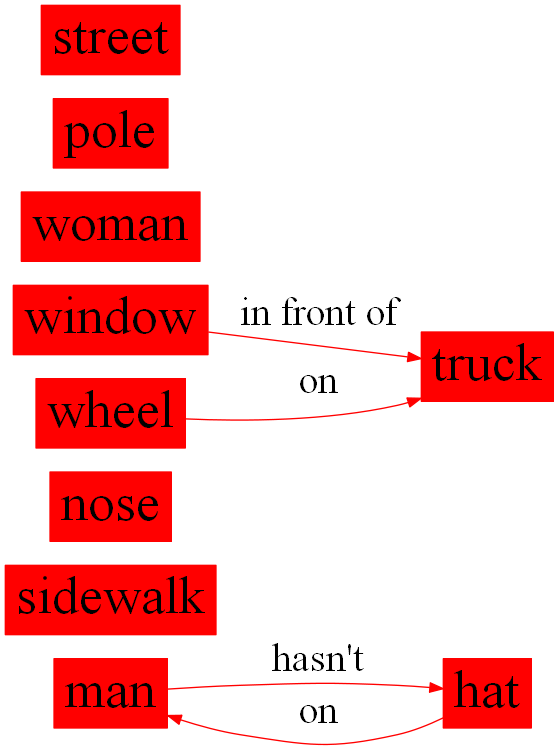 street
pole
woman
window
in front of
truck
wheel
on
nose
sidewalk
man
hasn't
hat
on